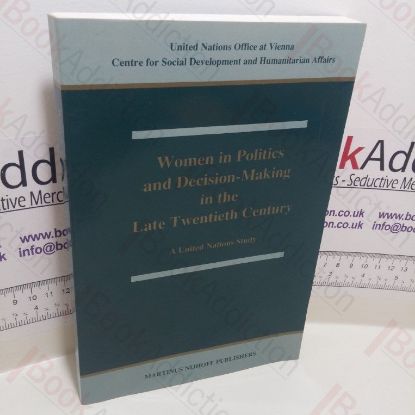 United Nations Office at Vienna
Centre for Social Development and Humanitarian Affairs
Women in Politics
and Decision-Making
in the
Late Twentieth Century
A United Nations Study
MARTINUS NIJHOFF PUBLISHERS
BookAddiction